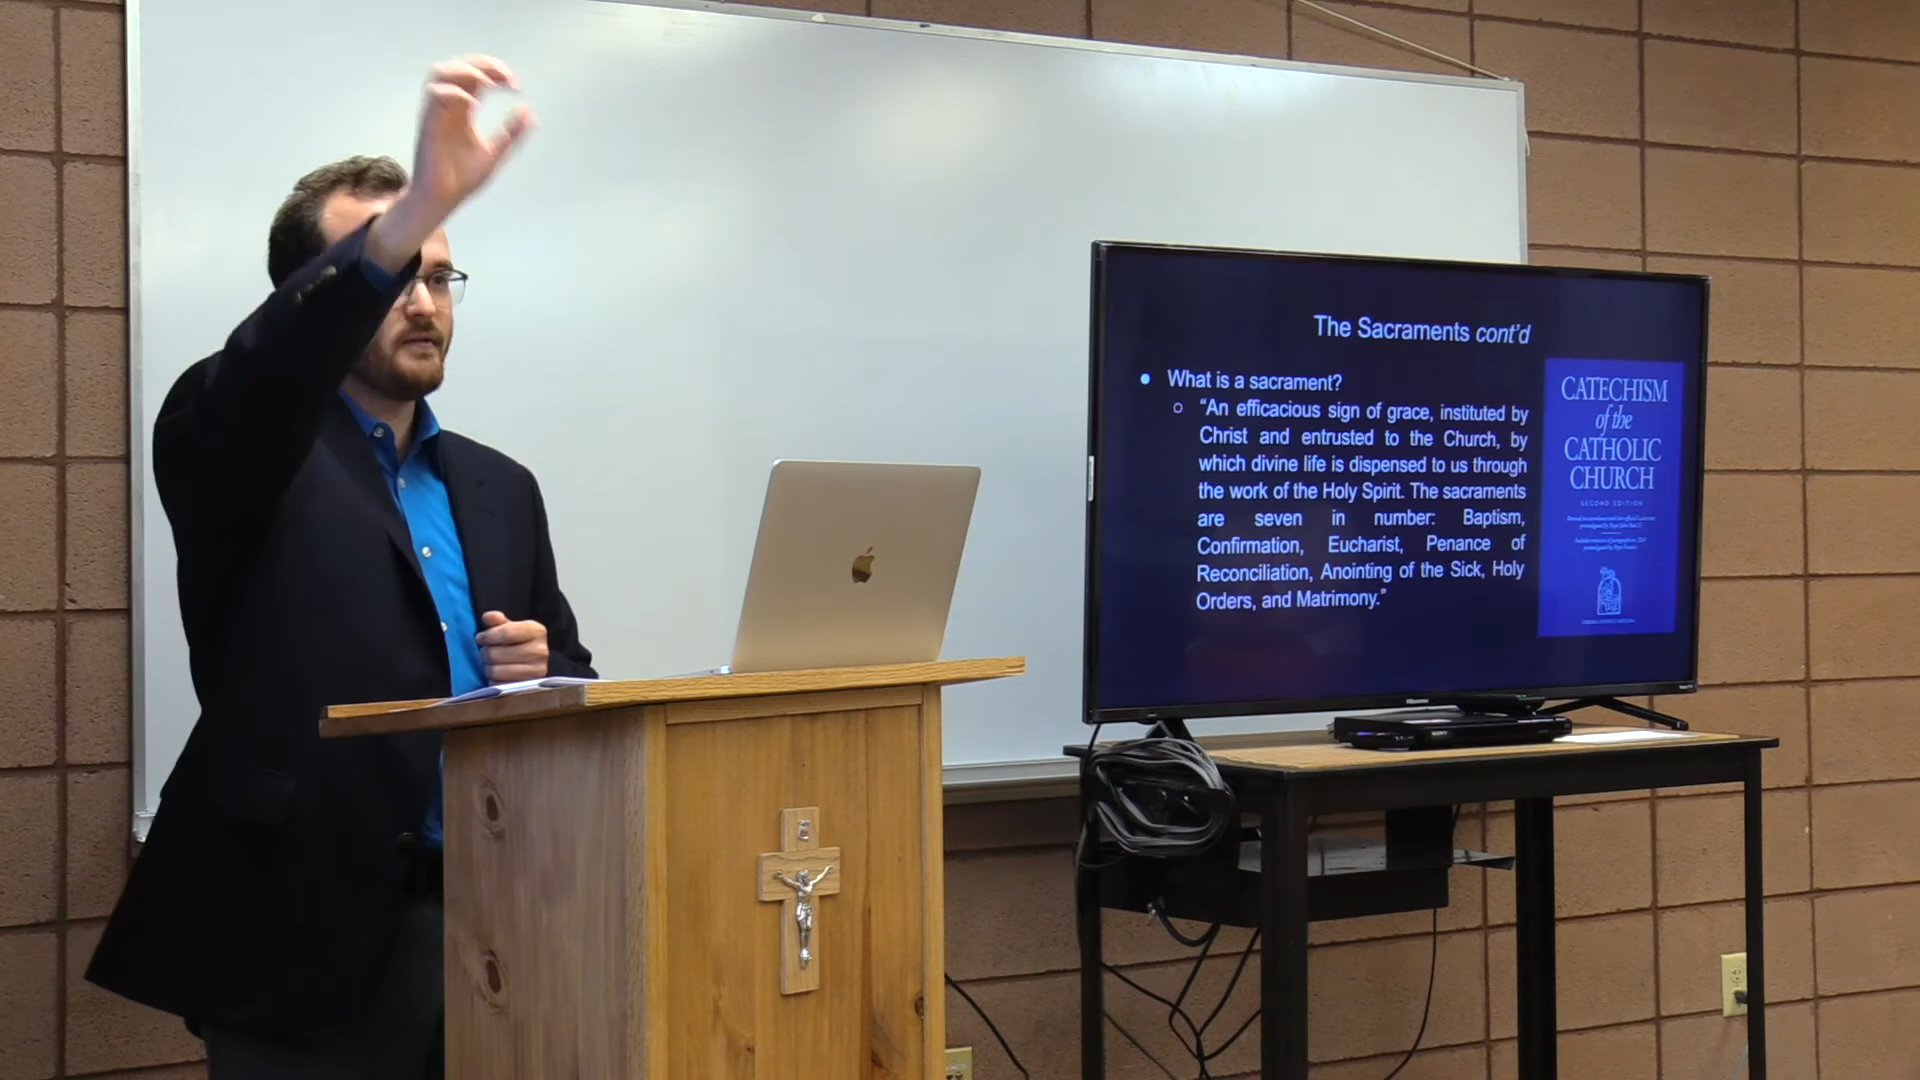 The Sacraments cont'd
• What is a sacrament?
○ “An efficacious sign of grace, instituted by
Christ and entrusted to the Church, by
which divine life is dispensed to us through
the work of the Holy Spirit. The sacraments
are seven in number: Baptism,
Confirmation, Eucharist, Penance of
Reconciliation, Anointing of the Sick, Holy
Orders, and Matrimony.”
CATECHISM
of the
CATHOLIC
CHURCH
SECOND EDITION
Hisense
SONY